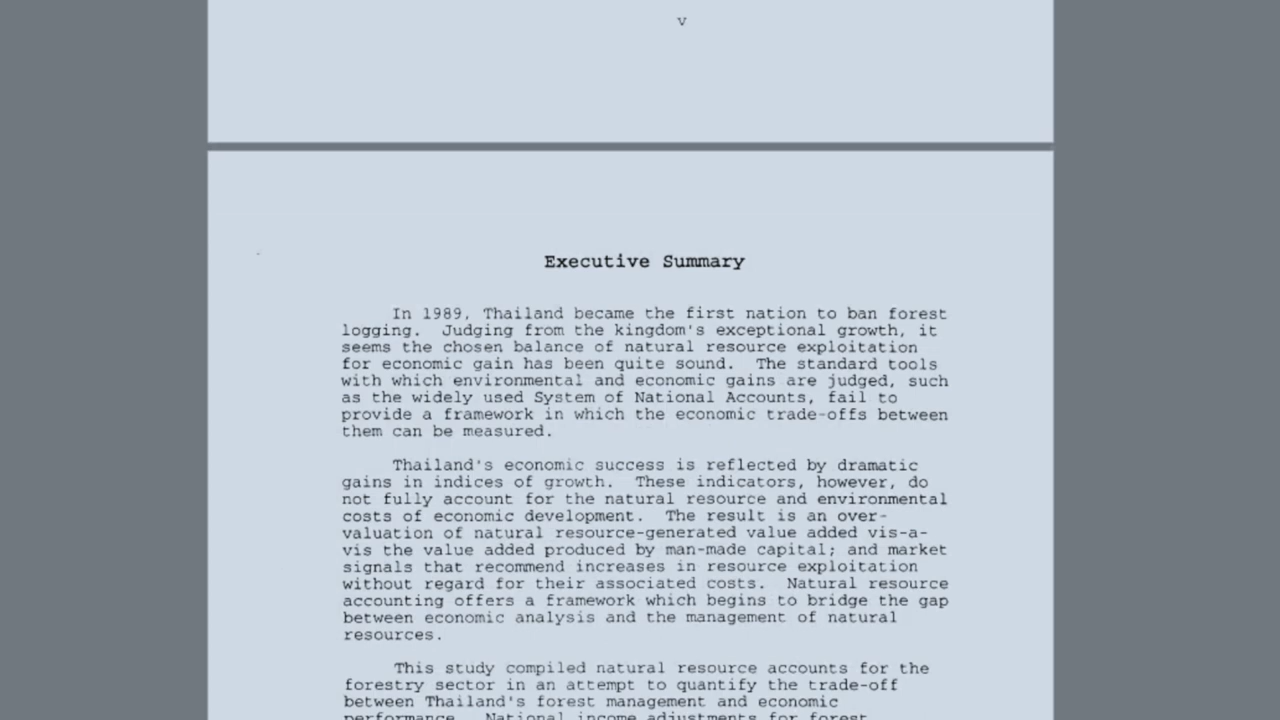 v
Executive Summary
In 1989, Thailand became the first nation to ban forest
logging. Judging from the kingdom's exceptional growth, it
seems the chosen balance of natural resource exploitation
for economic gain has been quite sound. The standard tools
with which environmental and economic gains are judged, such
as the widely used System of National Accounts, fail to
provide a framework in which the economic trade-offs between
them can be measured.
Thailand's economic success is reflected by dramatic
gains in indices of growth. These indicators, however, do
not fully account for the natural resource and environmental
costs of economic development. The result is an over-
valuation of natural resource-generated value added vis-a-
vis the value added produced by man-made capital; and market
signals that recommend increases in resource exploitation
without regard for their associated costs. Natural resource
accounting offers a framework which begins to bridge the gap
between economic analysis and the management of natural
resources.
This study compiled natural resource accounts for the
forestry sector in an attempt to quantify the trade-off
between Thailand's forest management and economic
performance. National income adjustments for forest